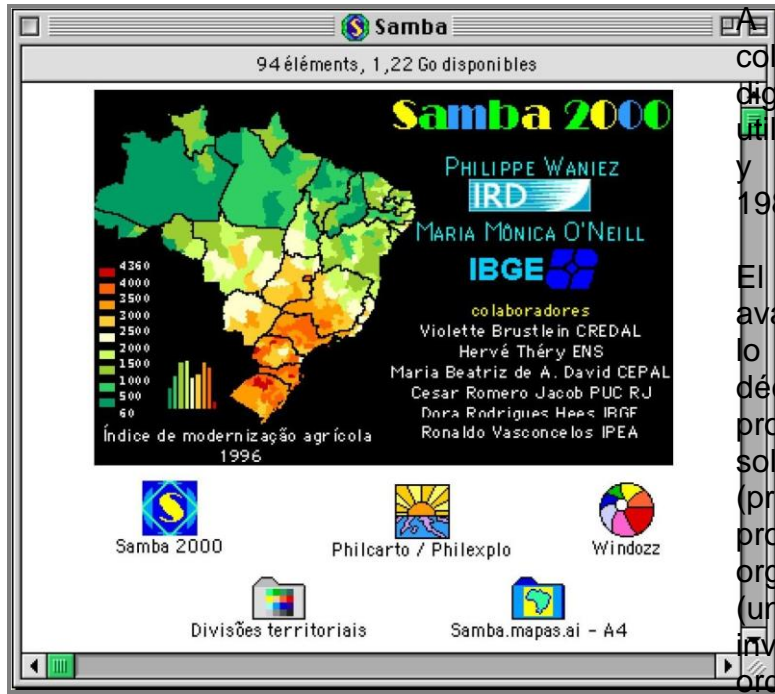 Samba
94 éléments, 1,22 Go disponibles
Samba 2000
PHILIPPE WANIEZ
IRD
MARIA MÔNICA O'NEILL
IBGE
colaboradores
Violette Brustlein CREDAL
Hervé Théry ENS
Maria Beatriz de A. David CEPAL
Cesar Romero Jacob PUC RJ
Dora Rodrigues Hees IBGE
Ronaldo Vasconcelos IPEA
4360
4000
3500
3000
2500
2000
1500
1000
500
60
Índice de modernização agrícola
1996
Samba 2000
Philcarto / Philexplo
Windozz
Divisões territoriais
Samba.mapas.ai - A4
A
y
El
lo